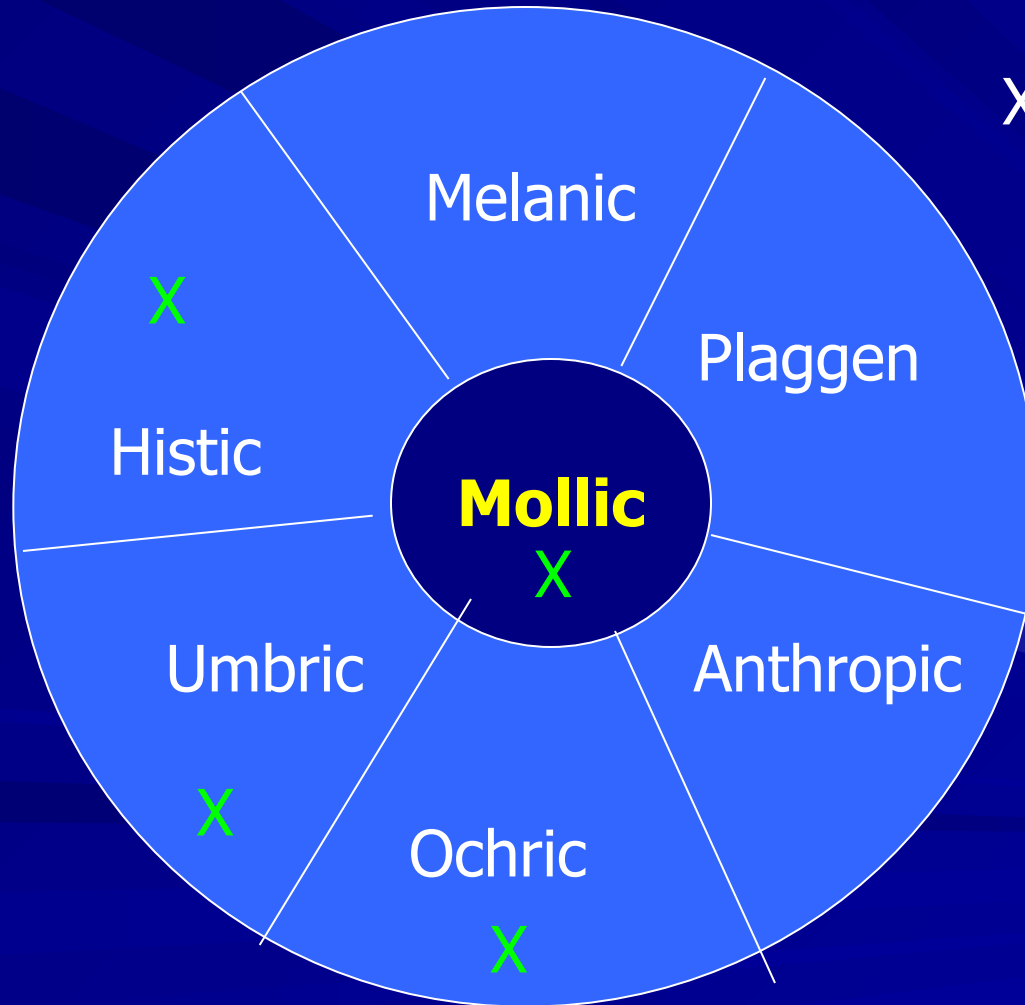 Melanic
X
X
Plaggen
Histic
Mollic
X
Umbric
Anthropic
X
Ochric
X